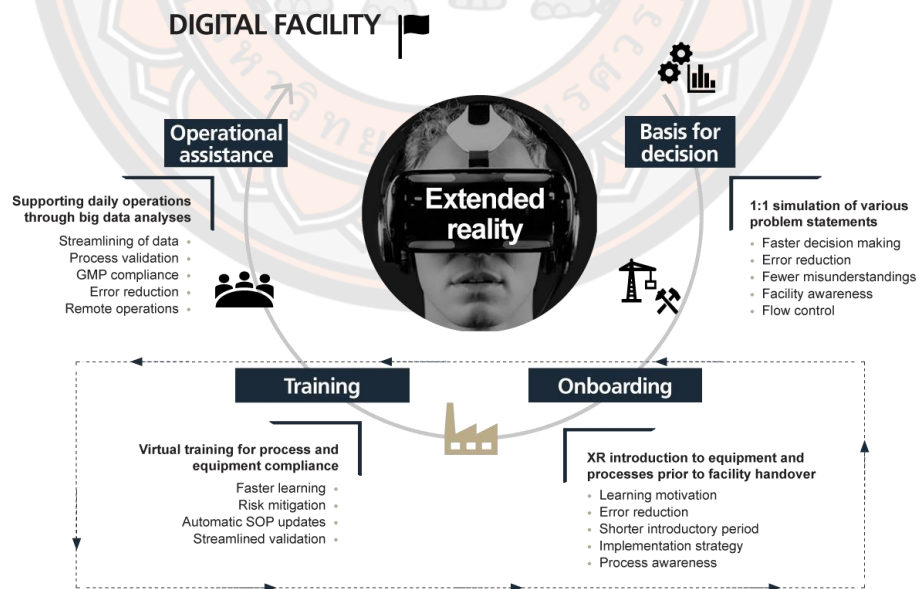 DIGITAL FACILITY
Operational
assistance
Supporting daily operations
through big data analyses
Streamlining of data
Process validation
GMP compliance
Error reduction
Remote operations
Extended
reality
Basis for
decision
1:1 simulation of various
problem statements
Faster decision making
Error reduction
Fewer misunderstandings
Facility awareness
Flow control
Training
Virtual training for process and
equipment compliance
Faster learning
Risk mitigation
Automatic SOP updates
Streamlined validation
Onboarding
XR introduction to equipment and
processes prior to facility handover
Learning motivation
Error reduction
Shorter introductory period
Implementation strategy
Process awareness